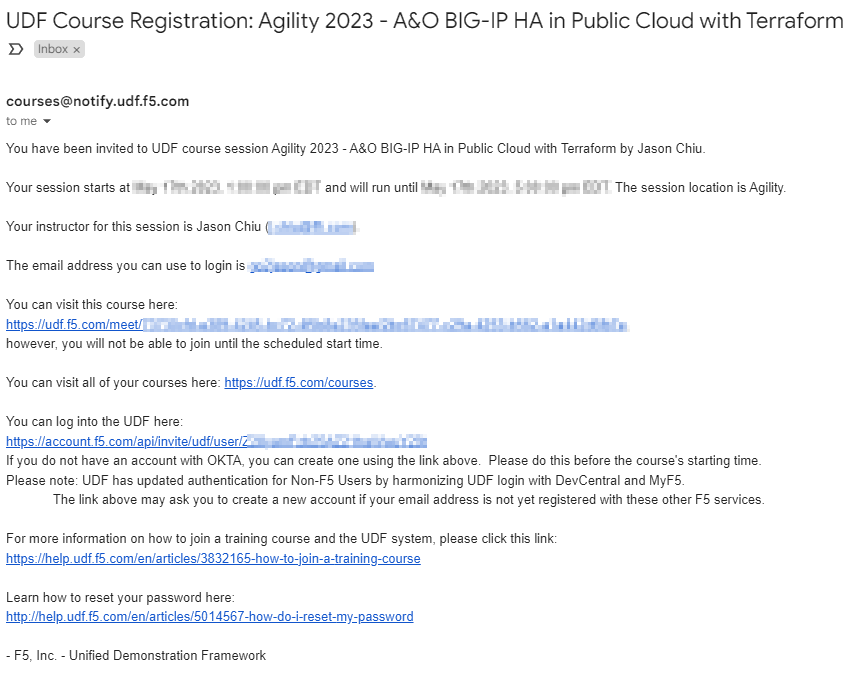 UDF Course Registration: Agility 2023 - A&O BIG-IP HA in Public Cloud with Terraform
Inbox ×
courses@notify.udf.f5.com
to me
You have been invited to UDF course session Agility 2023 - A&O BIG-IP HA in Public Cloud with Terraform by Jason Chiu.
Your session starts at and will run until The session location is Agility.
Your instructor for this session is Jason Chiu (
The email address you can use to login is
You can visit this course here:
https://udf.f5.com/meet/
however, you will not be able to join until the scheduled start time.
You can visit all of your courses here: https://udf.f5.com/courses.
You can log into the UDF here:
https://account.f5.com/api/invite/udf/user/
If you do not have an account with OKTA, you can create one using the link above.  Please do this before the course's starting time.
Please note: UDF has updated authentication for Non-F5 Users by harmonizing UDF login with DevCentral and MyF5.
The link above may ask you to create a new account if your email address is not yet registered with these other F5 services.
For more information on how to join a training course and the UDF system, please click this link:
https://help.udf.f5.com/en/articles/3832165-how-to-join-a-training-course
Learn how to reset your password here:
http://help.udf.f5.com/en/articles/5014567-how-do-i-reset-my-password
- F5, Inc. - Unified Demonstration Framework